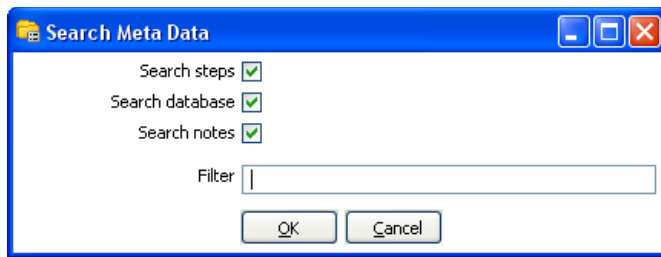 Search Meta Data
Search steps
Search database
Search notes
Filter
OK Cancel